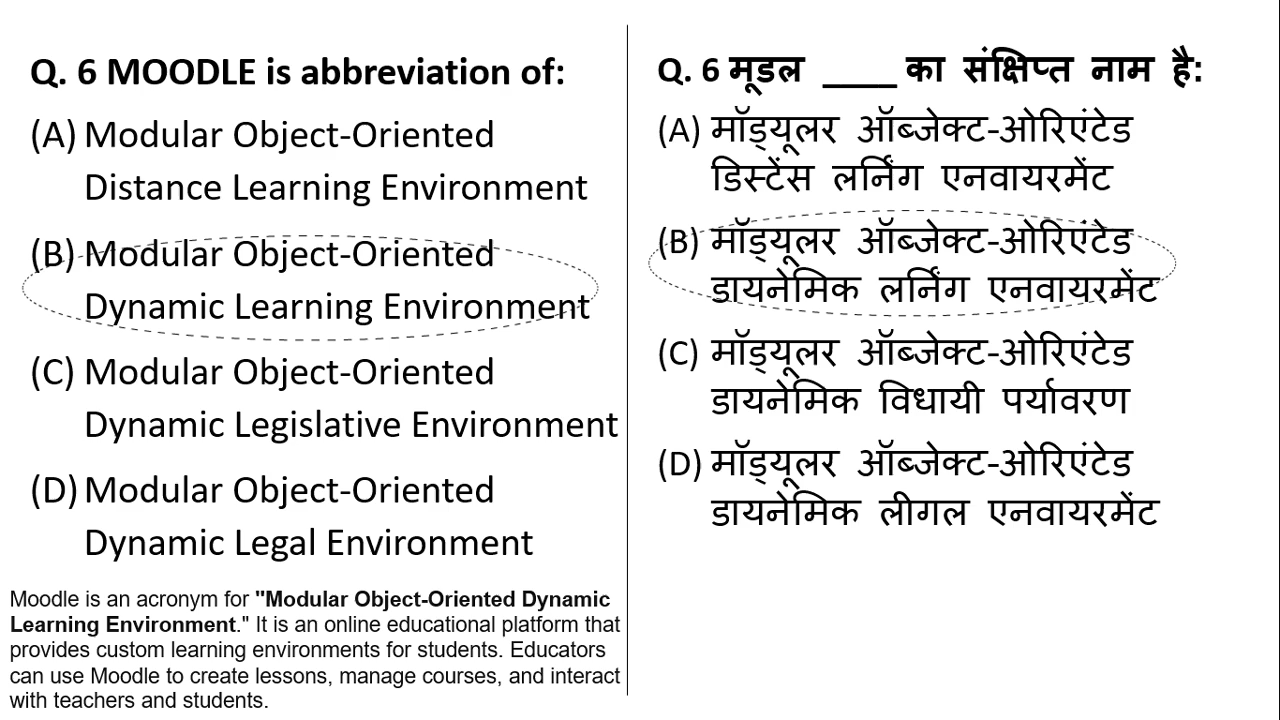 Q. 6 MOODLE is abbreviation of:
(A) Modular Object-Oriented
Distance Learning Environment
(B) Modular Object-Oriented
Dynamic Learning Environment
(C) Modular Object-Oriented
Dynamic Legislative Environment
(D) Modular Object-Oriented
Dynamic Legal Environment
Moodle is an acronym for "Modular Object-Oriented Dynamic
Learning Environment." It is an online educational platform that
provides custom learning environments for students. Educators
can use Moodle to create lessons, manage courses, and interact
with teachers and students.
Q. 6 मूडल ____ का संक्षिप्त नाम है:
(A) मॉड्यूलर ऑब्जेक्ट-ओरिएंटेड
डिस्टेंस लर्निंग एनवायरमेंट
(B) मॉड्यूलर ऑब्जेक्ट-ओरिएंटेड
डायनेमिक लर्निंग एनवायरमेंट
(C) मॉड्यूलर ऑब्जेक्ट-ओरिएंटेड
डायनेमिक विधायी पर्यावरण
(D) मॉड्यूलर ऑब्जेक्ट-ओरिएंटेड
डायनेमिक लीगल एनवायरमेंट